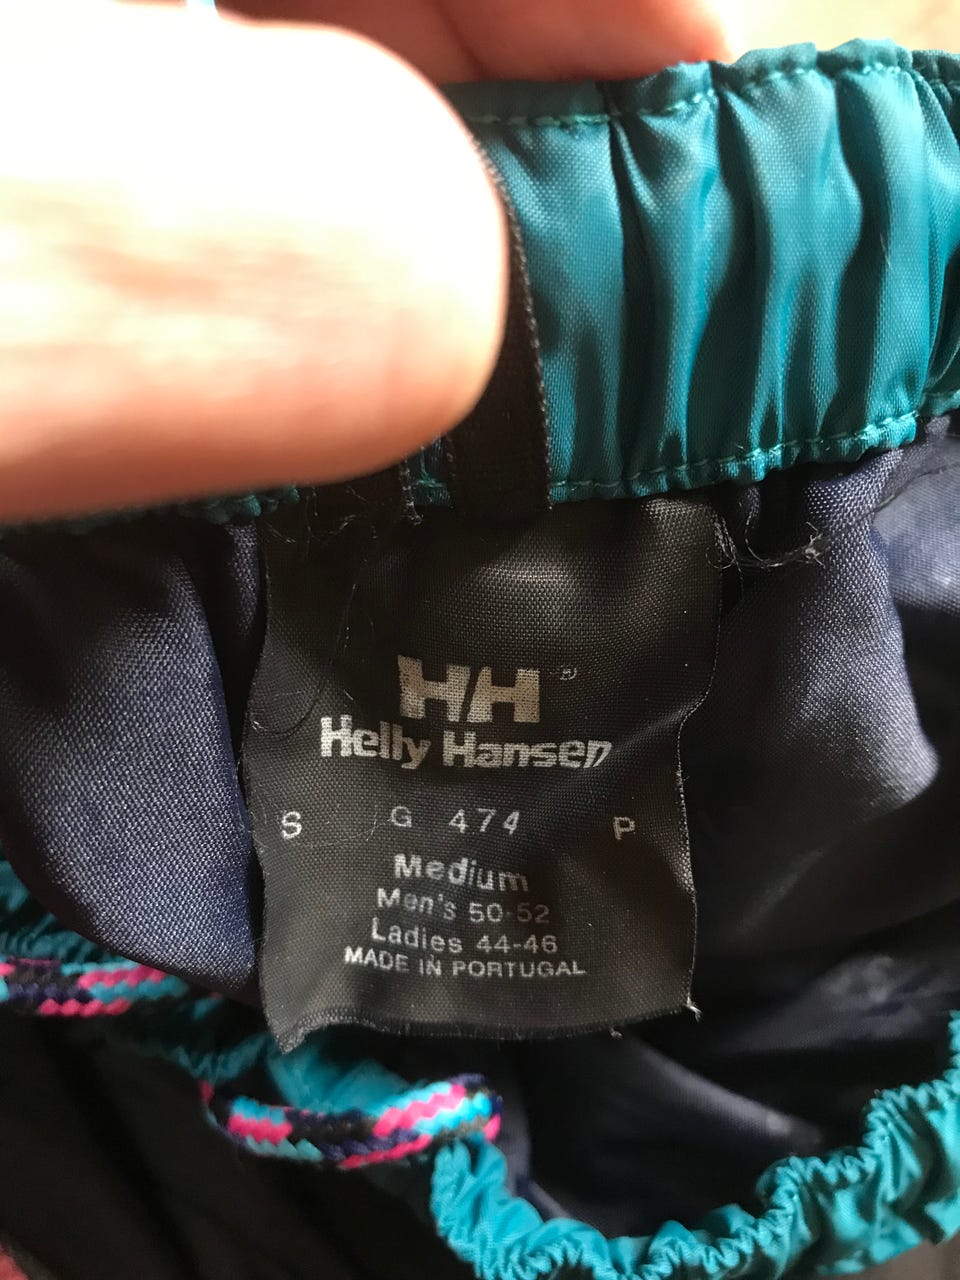 HH®
Helly Hansen
S G 474 P
Medium
Men's 50-52
Ladies 44-46
MADE IN PORTUGAL